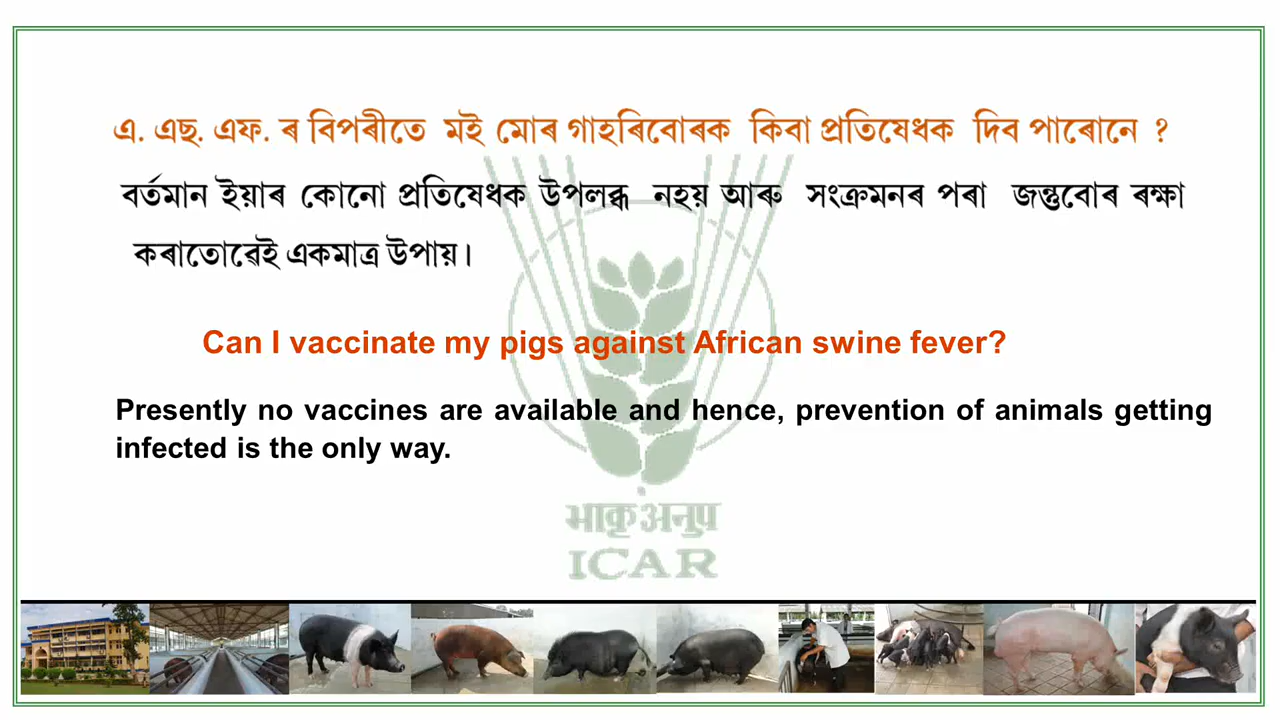 এ. এছ. এফ. ৰ বিপৰীতে মই মোৰ গাহৰিবোৰক কিবা প্ৰতিষেধক দিব পাৰোনে ?
বৰ্তমান ইয়াৰ কোনো প্ৰতিষেধক উপলব্ধ নহয় আৰু সংক্ৰমনৰ পৰা জন্তুবোৰ ৰক্ষা
কৰাতোৱেই একমাত্ৰ উপায়।
Can I vaccinate my pigs against African swine fever?
Presently no vaccines are available and hence, prevention of animals getting
infected is the only way.
भाकृअनुप
ICAR